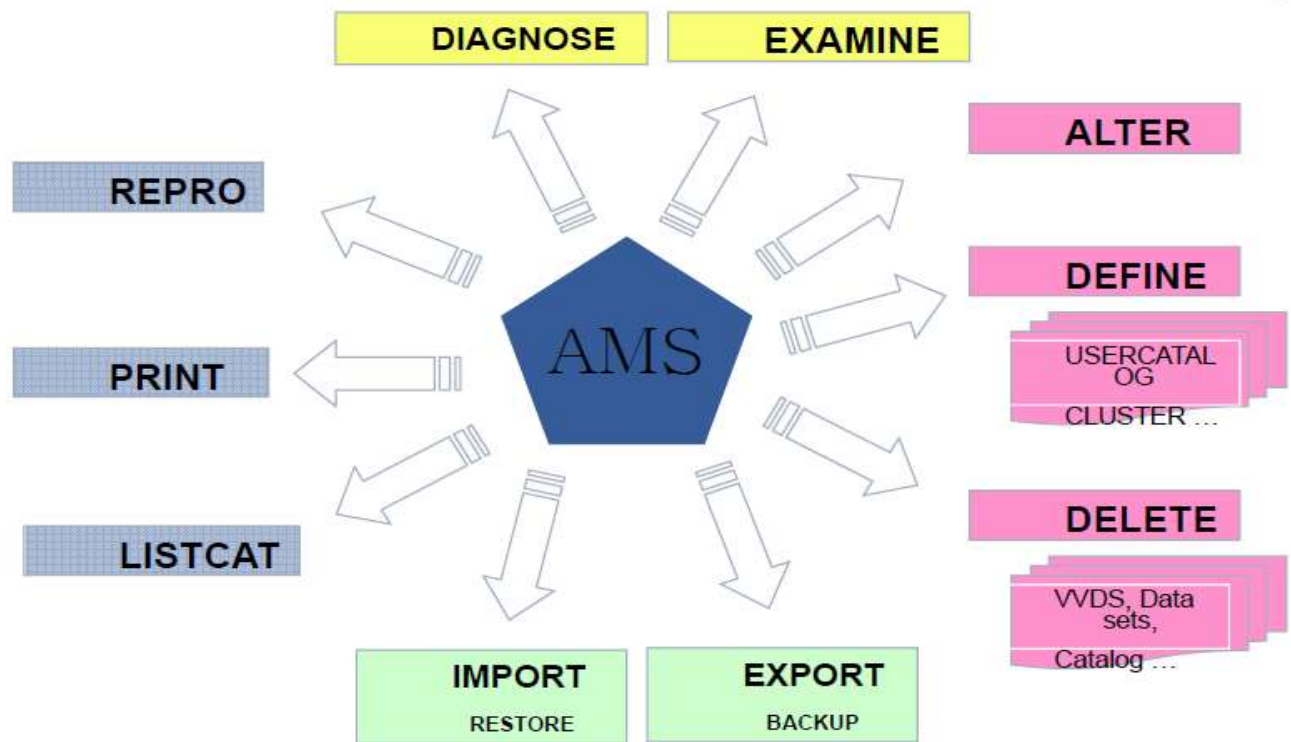 DIAGNOSE
EXAMINE
ALTER
REPRO
DEFINE
USERCATAL
OG
CLUSTER ...
AMS
PRINT
DELETE
VVDS, Data
sets,
Catalog ...
LISTCAT
IMPORT
RESTORE
EXPORT
BACKUP